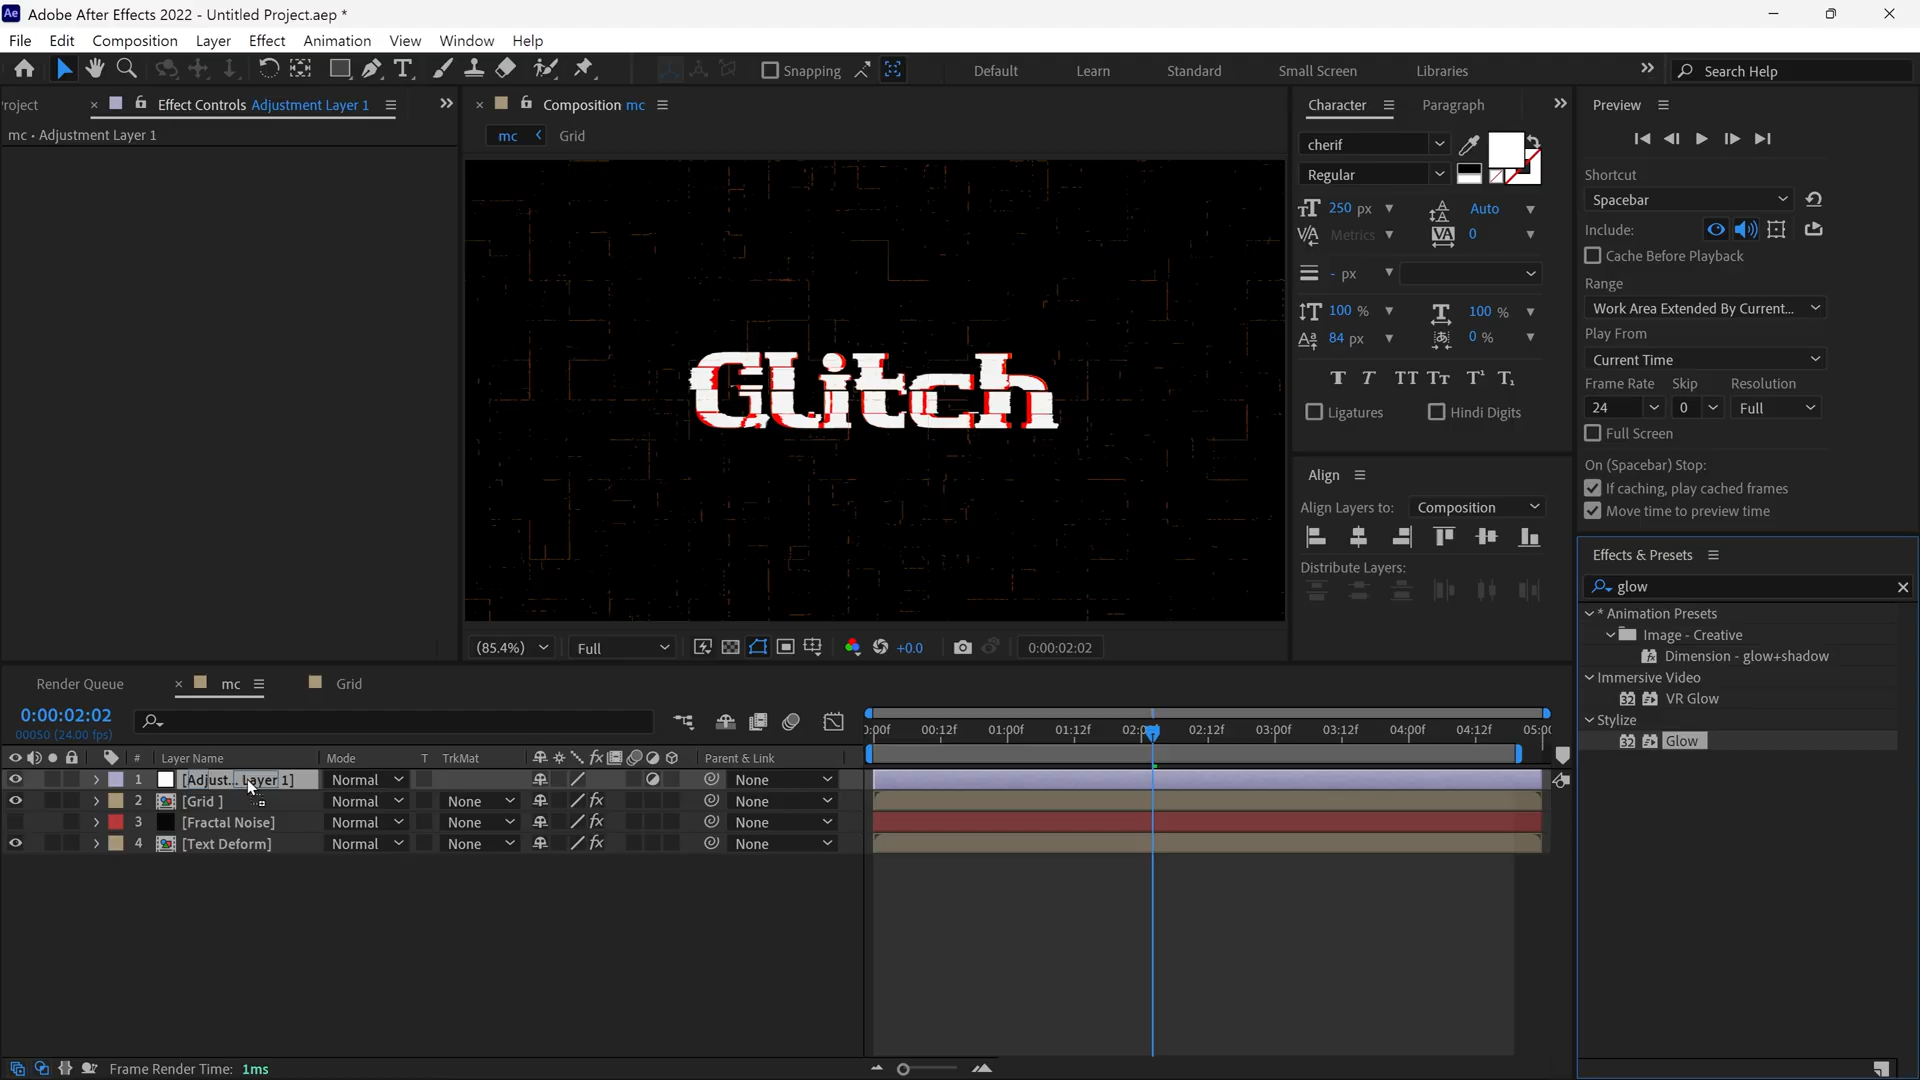 Adobe After Effects 2022 - Untitled Project.aep *
File Edit Composition Layer Effect Animation View Window Help
Snapping Default Learn Standard Small Screen Libraries Search Help
roject Effect Controls Adjustment Layer 1
mc • Adjustment Layer 1
Composition mc
mc Grid
Glitch
(85.4%) Full +0.0 0:00:02:02
Character Paragraph
cherif
Regular
250 px Auto
Metrics 0
- px
100 % 100 %
84 px 0 %
T T TT Tт T¹ T₁
Ligatures Hindi Digits
Align
Align Layers to: Composition
Distribute Layers:
Preview
Shortcut
Spacebar
Include:
Cache Before Playback
Range
Work Area Extended By Current...
Play From
Current Time
Frame Rate Skip Resolution
24 0 Full
Full Screen
On (Spacebar) Stop:
If caching, play cached frames
Move time to preview time
Effects & Presets
glow
* Animation Presets
Image - Creative
Dimension - glow+shadow
Immersive Video
VR Glow
Stylize
Glow
Render Queue mc Grid
0:00:02:02
00050 (24.00 fps)
# Layer Name Mode T TrkMat Parent & Link
1 [Adjust... Layer 1] Normal None
2 [Grid ] Normal None fx None
3 [Fractal Noise] Normal None fx None
4 [Text Deform] Normal None fx None
:00f 00:12f 01:00f 01:12f 02:0 02:12f 03:00f 03:12f 04:00f 04:12f 05:0
Frame Render Time: 1ms